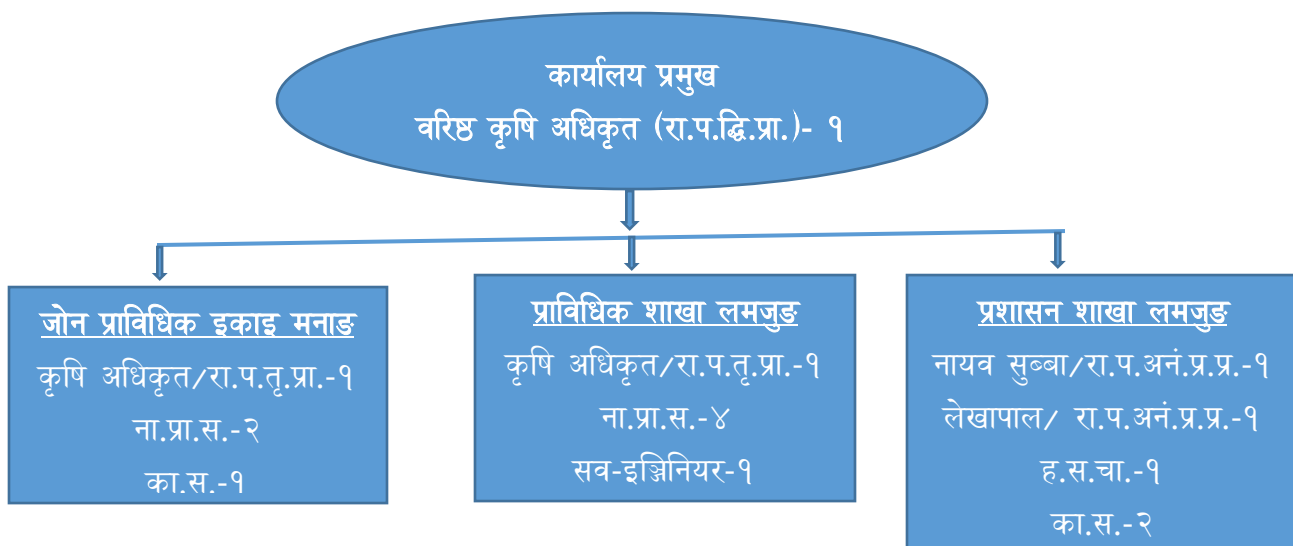 कार्यालय प्रमुख
वरिष्ठ कृषि अधिकृत (रा.प.द्धि.प्रा.)- १
जोन प्राविधिक इकाइ मनाङ
कृषि अधिकृत/रा.प.तृ.प्रा.-१
ना.प्रा.स.-२
का.स.-१
प्राविधिक शाखा लमजुङ
कृषि अधिकृत/रा.प.तृ.प्रा.-१
ना.प्रा.स.-४
सव-इञ्जिनियर-१
प्रशासन शाखा लमजुङ
नायव सुब्बा/रा.प.अनं.प्र.प्र.-१
लेखापाल/ रा.प.अनं.प्र.प्र.-१
ह.स.चा.-१
का.स.-२